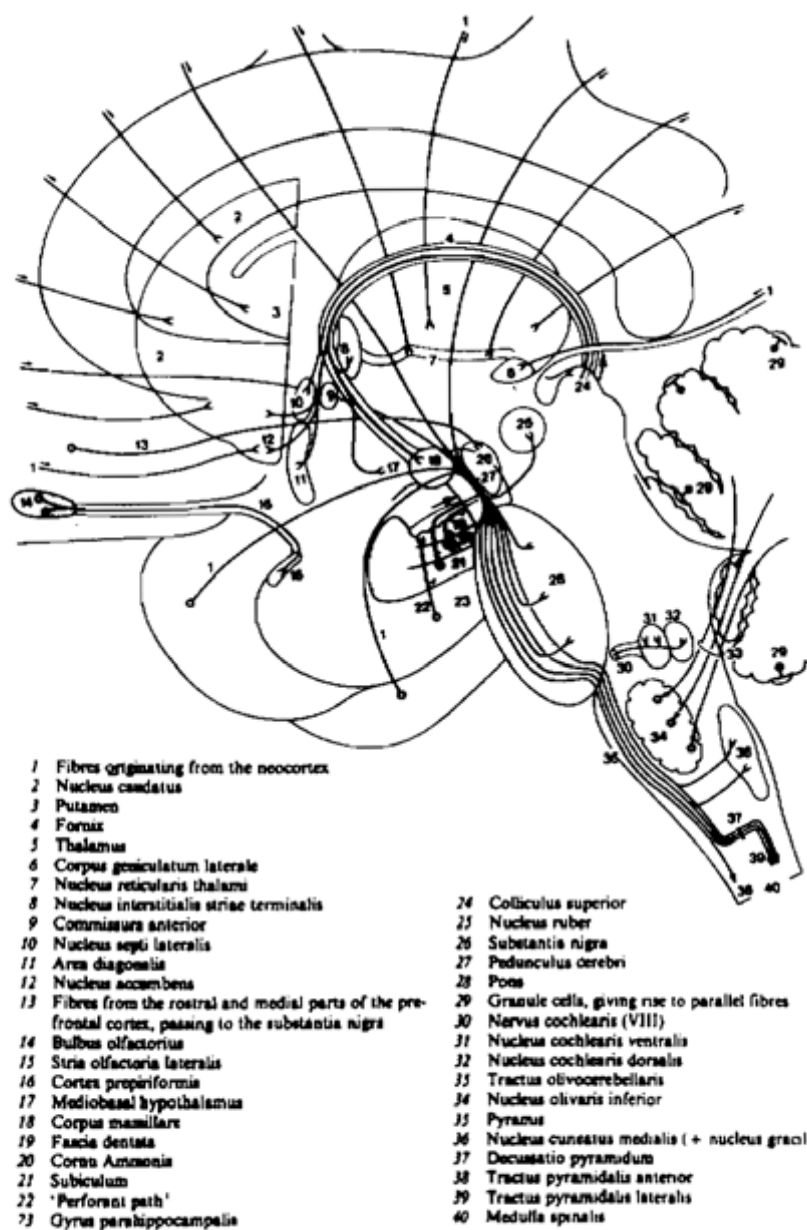 1 Fibres originating from the neocortex
2 Nucleus caudatus
3 Putamen
4 Fornix
5 Thalamus
6 Corpus geniculatum laterale
7 Nucleus reticularis thalami
8 Nucleus interstitialis striae terminalis
9 Commissura anterior
10 Nucleus septi lateralis
11 Area diagonalis
12 Nucleus accumbens
13 Fibres from the rostral and medial parts of the pre-
frontal cortex, passing to the substantia nigra
14 Bulbus olfactorius
15 Stria olfactoria lateralis
16 Cortex prepiriformis
17 Mediobasal hypothalamus
18 Corpus mamillare
19 Fascia dentata
20 Cornu Ammonis
21 Subiculum
22 'Perforant path'
23 Gyrus parahippocampalis
24 Colliculus superior
25 Nucleus ruber
26 Substantia nigra
27 Pedunculus cerebri
28 Pons
29 Granule cells, giving rise to parallel fibres
30 Nervus cochlearis (VIII)
31 Nucleus cochlearis ventralis
32 Nucleus cochlearis dorsalis
33 Tractus olivocerebellaris
34 Nucleus olivaris inferior
35 Pyramis
36 Nucleus cuneatus medialis ( + nucleus gracil
37 Decussatio pyramidum
38 Tractus pyramidalis anterior
39 Tractus pyramidalis lateralis
40 Medulla spinalis